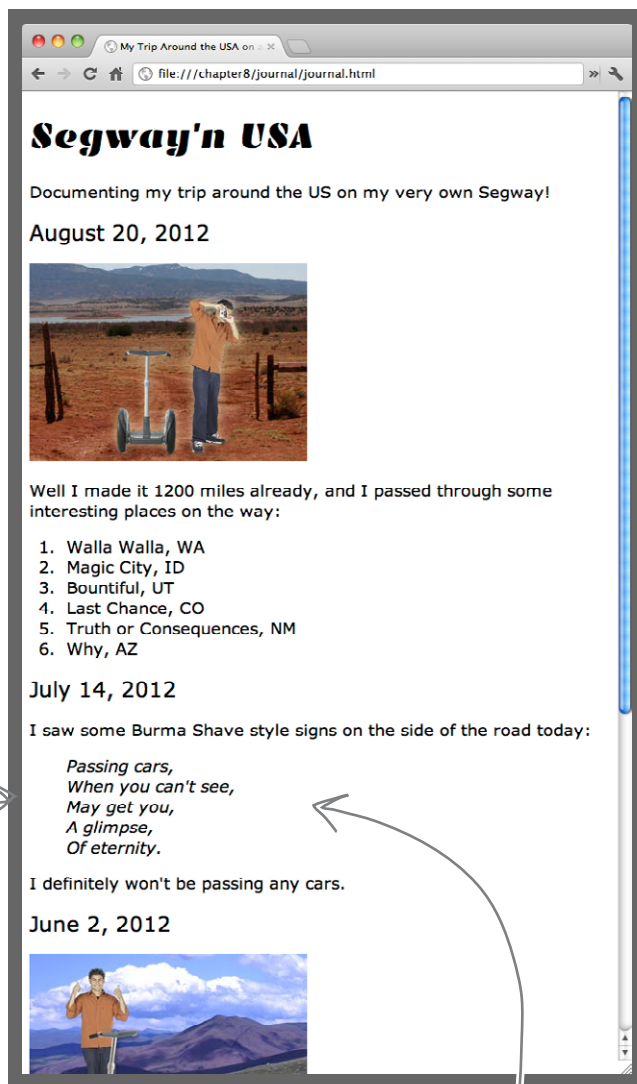 My Trip Around the USA on a
file:///chapter8/journal/journal.html
Segway'n USA
Documenting my trip around the US on my very own Segway!
August 20, 2012
Well I made it 1200 miles already, and I passed through some
interesting places on the way:
1. Walla Walla, WA
2. Magic City, ID
3. Bountiful, UT
4. Last Chance, CO
5. Truth or Consequences, NM
6. Why, AZ
July 14, 2012
I saw some Burma Shave style signs on the side of the road today:
Passing cars,
When you can't see,
May get you,
A glimpse,
Of eternity.
I definitely won't be passing any cars.
June 2, 2012